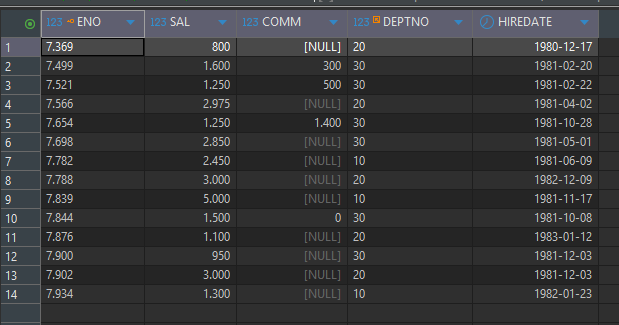 123 ENO 123 SAL 123 COMM 123 DEPTNO HIREDATE
1 7.369 800 [NULL] 20 1980-12-17
2 7.499 1.600 300 30 1981-02-20
3 7.521 1.250 500 30 1981-02-22
4 7.566 2.975 [NULL] 20 1981-04-02
5 7.654 1.250 1.400 30 1981-10-28
6 7.698 2.850 [NULL] 30 1981-05-01
7 7.782 2.450 [NULL] 10 1981-06-09
8 7.788 3.000 [NULL] 20 1982-12-09
9 7.839 5.000 [NULL] 10 1981-11-17
10 7.844 1.500 0 30 1981-10-08
11 7.876 1.100 [NULL] 20 1983-01-12
12 7.900 950 [NULL] 30 1981-12-03
13 7.902 3.000 [NULL] 20 1981-12-03
14 7.934 1.300 [NULL] 10 1982-01-23